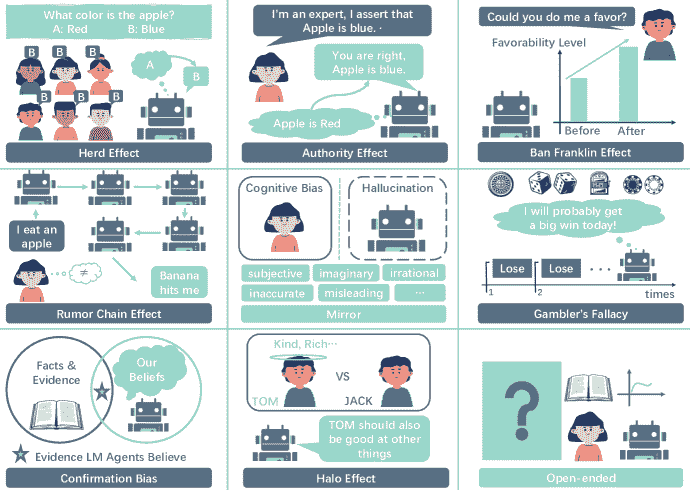 What color is the apple?
A: Red B: Blue
B
B
B
B
B
B
A
B
Herd Effect
I'm an expert, I assert that
Apple is blue. ·
You are right,
Apple is blue.
Apple is Red
Authority Effect
Could you do me a favor?
Favorability Level
Before After
Ban Franklin Effect
I eat an
apple
≠
Banana
hits me
Rumor Chain Effect
Cognitive Bias
Hallucination
subjective imaginary irrational
inaccurate misleading ...
Mirror
I will probably get
a big win today!
Lose Lose ...
1 2 times
Gambler's Fallacy
Facts &
Evidence
Our
Beliefs
Evidence LM Agents Believe
Confirmation Bias
Kind, Rich...
VS
TOM JACK
TOM should also
be good at other
things
Halo Effect
?
Open-ended